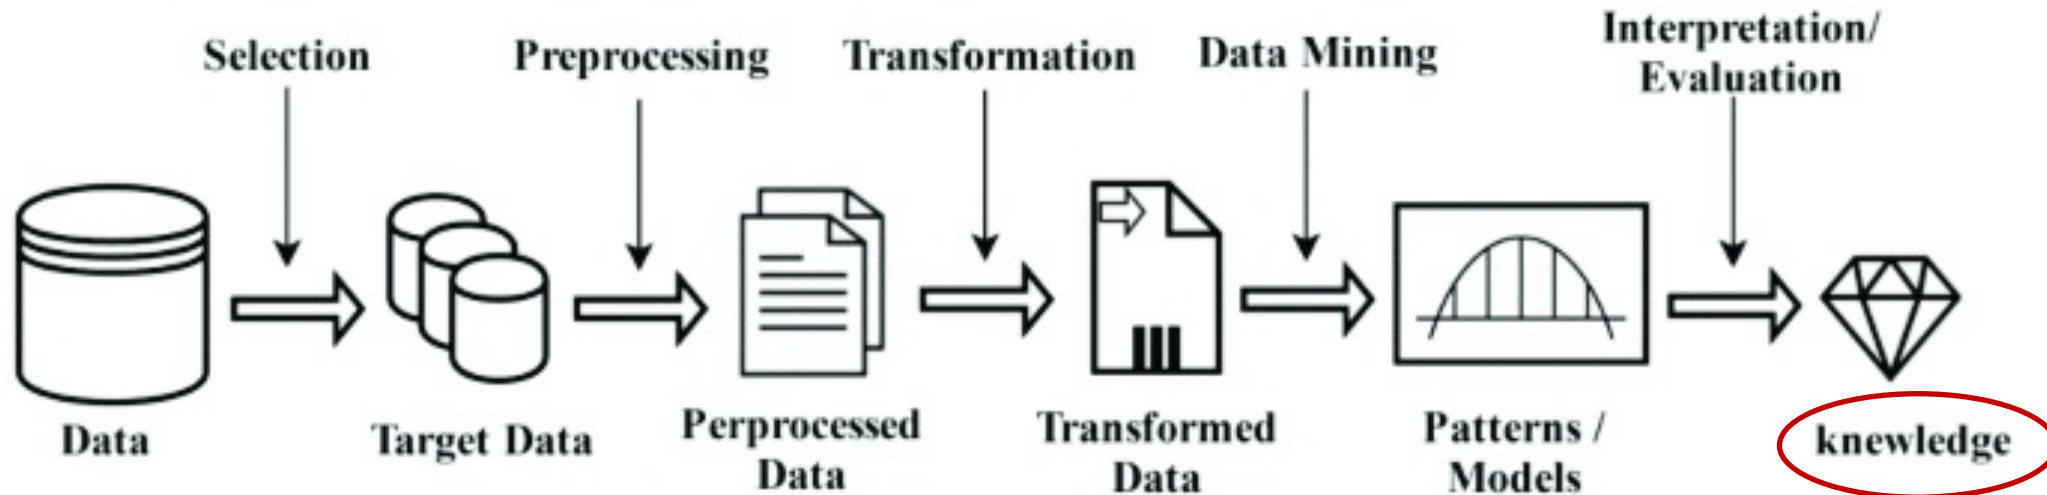 Selection
Preprocessing
Transformation
Data Mining
Interpretation/
Evaluation
Data
Target Data
Perprocessed
Data
Transformed
Data
Patterns /
Models
knewledge